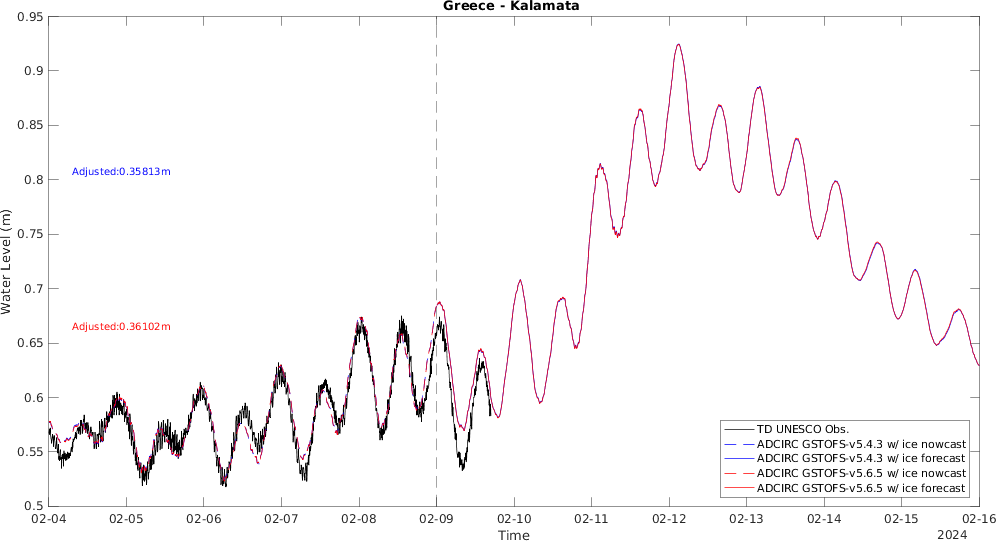 Greece - Kalamata
0.95
0.9
0.85
0.8
0.75
0.7
0.65
0.6
0.55
0.5
Water Level (m)
Adjusted:0.35813m
Adjusted:0.36102m
TD UNESCO Obs.
ADCIRC GSTOFS-v5.4.3 w/ ice nowcast
ADCIRC GSTOFS-v5.4.3 w/ ice forecast
ADCIRC GSTOFS-v5.6.5 w/ ice nowcast
ADCIRC GSTOFS-v5.6.5 w/ ice forecast
02-04 02-05 02-06 02-07 02-08 02-09 02-10 02-11 02-12 02-13 02-14 02-15 02-16
Time
2024